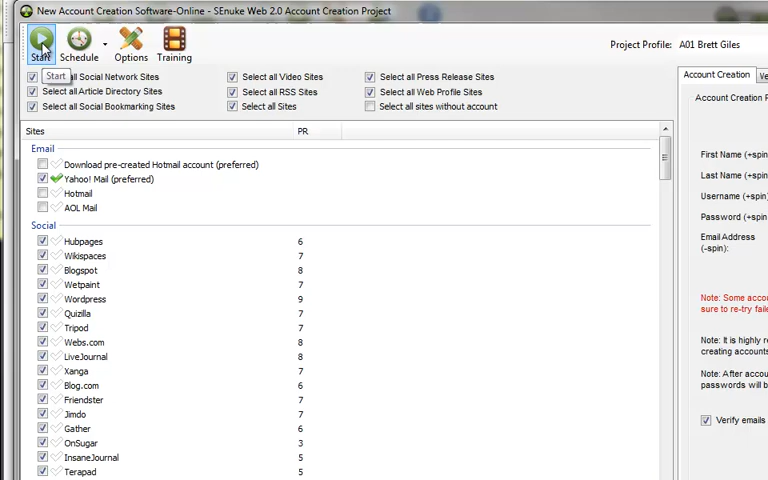 New Account Creation Software-Online - SEnuke Web 2.0 Account Creation Project
Start Schedule Options Training
Project Profile: A01 Brett Giles
Start
all Social Network Sites Select all Video Sites Select all Press Release Sites
Select all Article Directory Sites Select all RSS Sites Select all Web Profile Sites
Select all Social Bookmarking Sites Select all Sites Select all sites without account
Account Creation Ve
Account Creation P
Sites PR
Email
Download pre-created Hotmail account (preferred)
Yahoo! Mail (preferred)
Hotmail
AOL Mail
Social
Hubpages 6
Wikispaces 7
Blogspot 8
Wetpaint 7
Wordpress 9
Quizilla 7
Tripod 7
Webs.com 8
LiveJournal 8
Xanga 7
Blog.com 6
Friendster 7
Jimdo 7
Gather 6
OnSugar 3
InsaneJournal 5
Terapad 5
First Name (+spin
Last Name (+spin
Username (+spin
Password (+spin
Email Address
(-spin):
Note: Some accou
sure to re-try faile
Note: It is highly re
creating accounts
Note: After accou
passwords will b
Verify emails